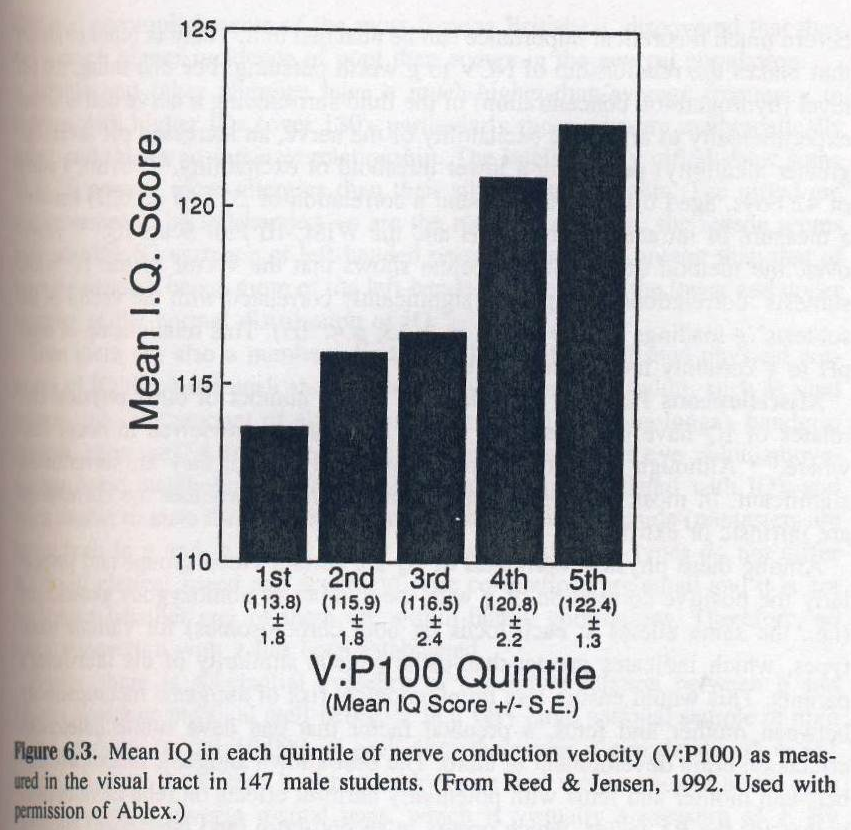 125
120
115
110
Mean I.Q. Score
1st 2nd 3rd 4th 5th
(113.8) (115.9) (116.5) (120.8) (122.4)
± ± ± ± ±
1.8 1.8 2.4 2.2 1.3
V:P100 Quintile
(Mean IQ Score +/- S.E.)
Figure 6.3. Mean IQ in each quintile of nerve conduction velocity (V:P100) as meas-
ured in the visual tract in 147 male students. (From Reed & Jensen, 1992. Used with
permission of Ablex.)